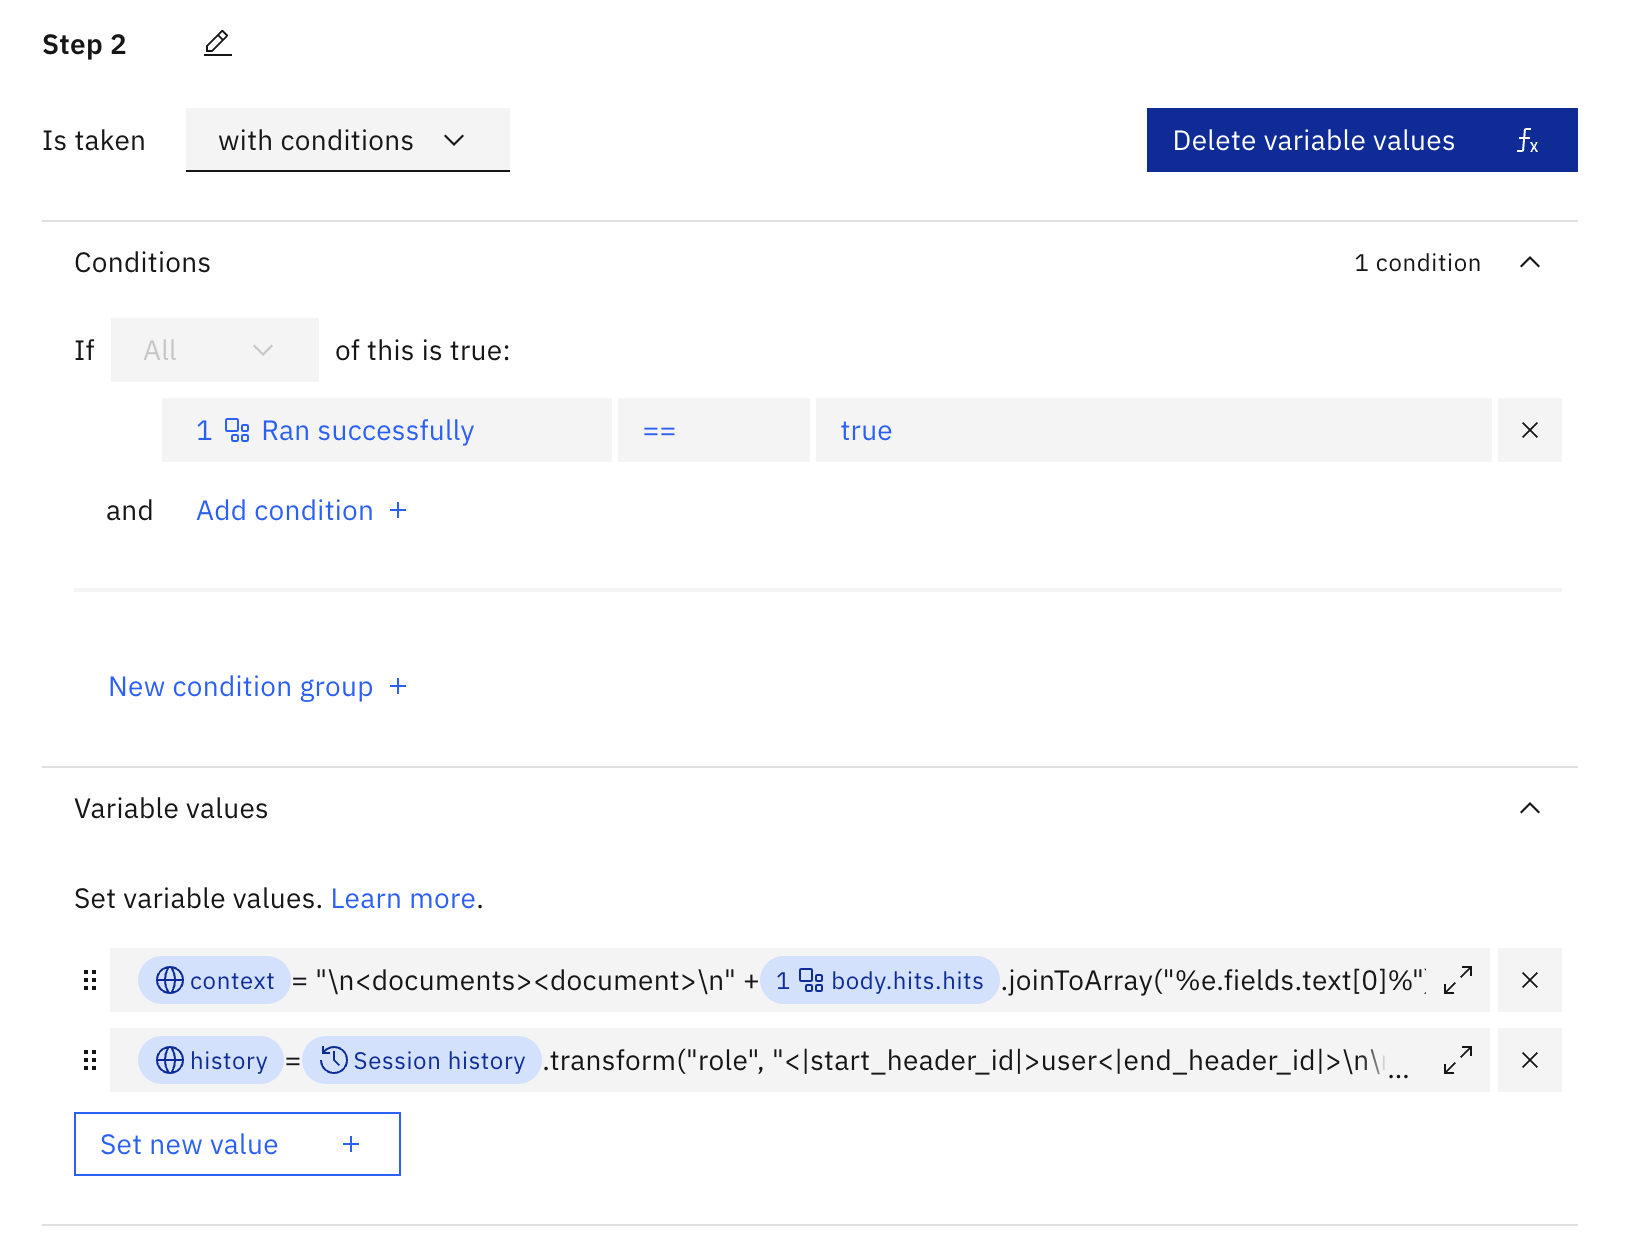 Step 2
Is taken with conditions Delete variable values fx
Conditions 1 condition
If All of this is true:
1 Ran successfully == true
and Add condition +
New condition group +
Variable values
Set variable values. Learn more.
context = "\n<documents><document>\n" + 1 body.hits.hits .joinToArray("%e.fields.text[0]%"
history = Session history .transform("role", "<|start_header_id|>user<|end_header_id|>\n\...
Set new value +